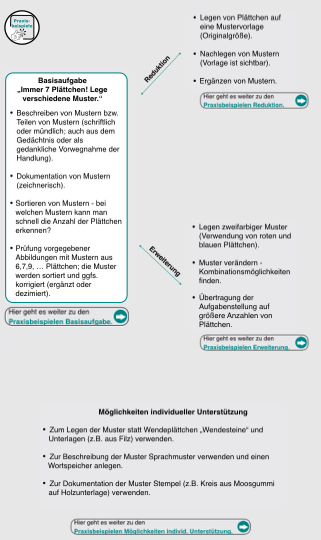 Praxis-
beispiele
Basisaufgabe
„Immer 7 Plättchen! Lege
verschiedene Muster.“
• Beschreiben von Mustern bzw.
Teilen von Mustern (schriftlich
oder mündlich; auch aus dem
Gedächtnis oder als
gedankliche Vorwegnahme der
Handlung).
• Dokumentation von Mustern
(zeichnerisch).
• Sortieren von Mustern - bei
welchen Mustern kann man
schnell die Anzahl der Plättchen
erkennen?
• Prüfung vorgegebener
Abbildungen mit Mustern aus
6,7,9, … Plättchen; die Muster
werden sortiert und ggfs.
korrigiert (ergänzt oder
dezimiert).
Hier geht es weiter zu den
Praxisbeispielen Basisaufgabe.
Reduktion
• Legen von Plättchen auf
eine Mustervorlage
(Originalgröße).
• Nachlegen von Mustern
(Vorlage ist sichtbar).
• Ergänzen von Mustern.
Hier geht es weiter zu den
Praxisbeispielen Reduktion.
Erweiterung
• Legen zweifarbiger Muster
(Verwendung von roten und
blauen Plättchen).
• Muster verändern -
Kombinationsmöglichkeiten
finden.
• Übertragung der
Aufgabenstellung auf
größere Anzahlen von
Plättchen.
Hier geht es weiter zu den
Praxisbeispielen Erweiterung.
Möglichkeiten individueller Unterstützung
• Zum Legen der Muster statt Wendeplättchen „Wendesteine“ und
Unterlagen (z.B. aus Filz) verwenden.
• Zur Beschreibung der Muster Sprachmuster verwenden und einen
Wortspeicher anlegen.
• Zur Dokumentation der Muster Stempel (z.B. Kreis aus Moosgummi
auf Holzunterlage) verwenden.
Hier geht es weiter zu den
Praxisbeispielen Möglichkeiten individ. Unterstützung.